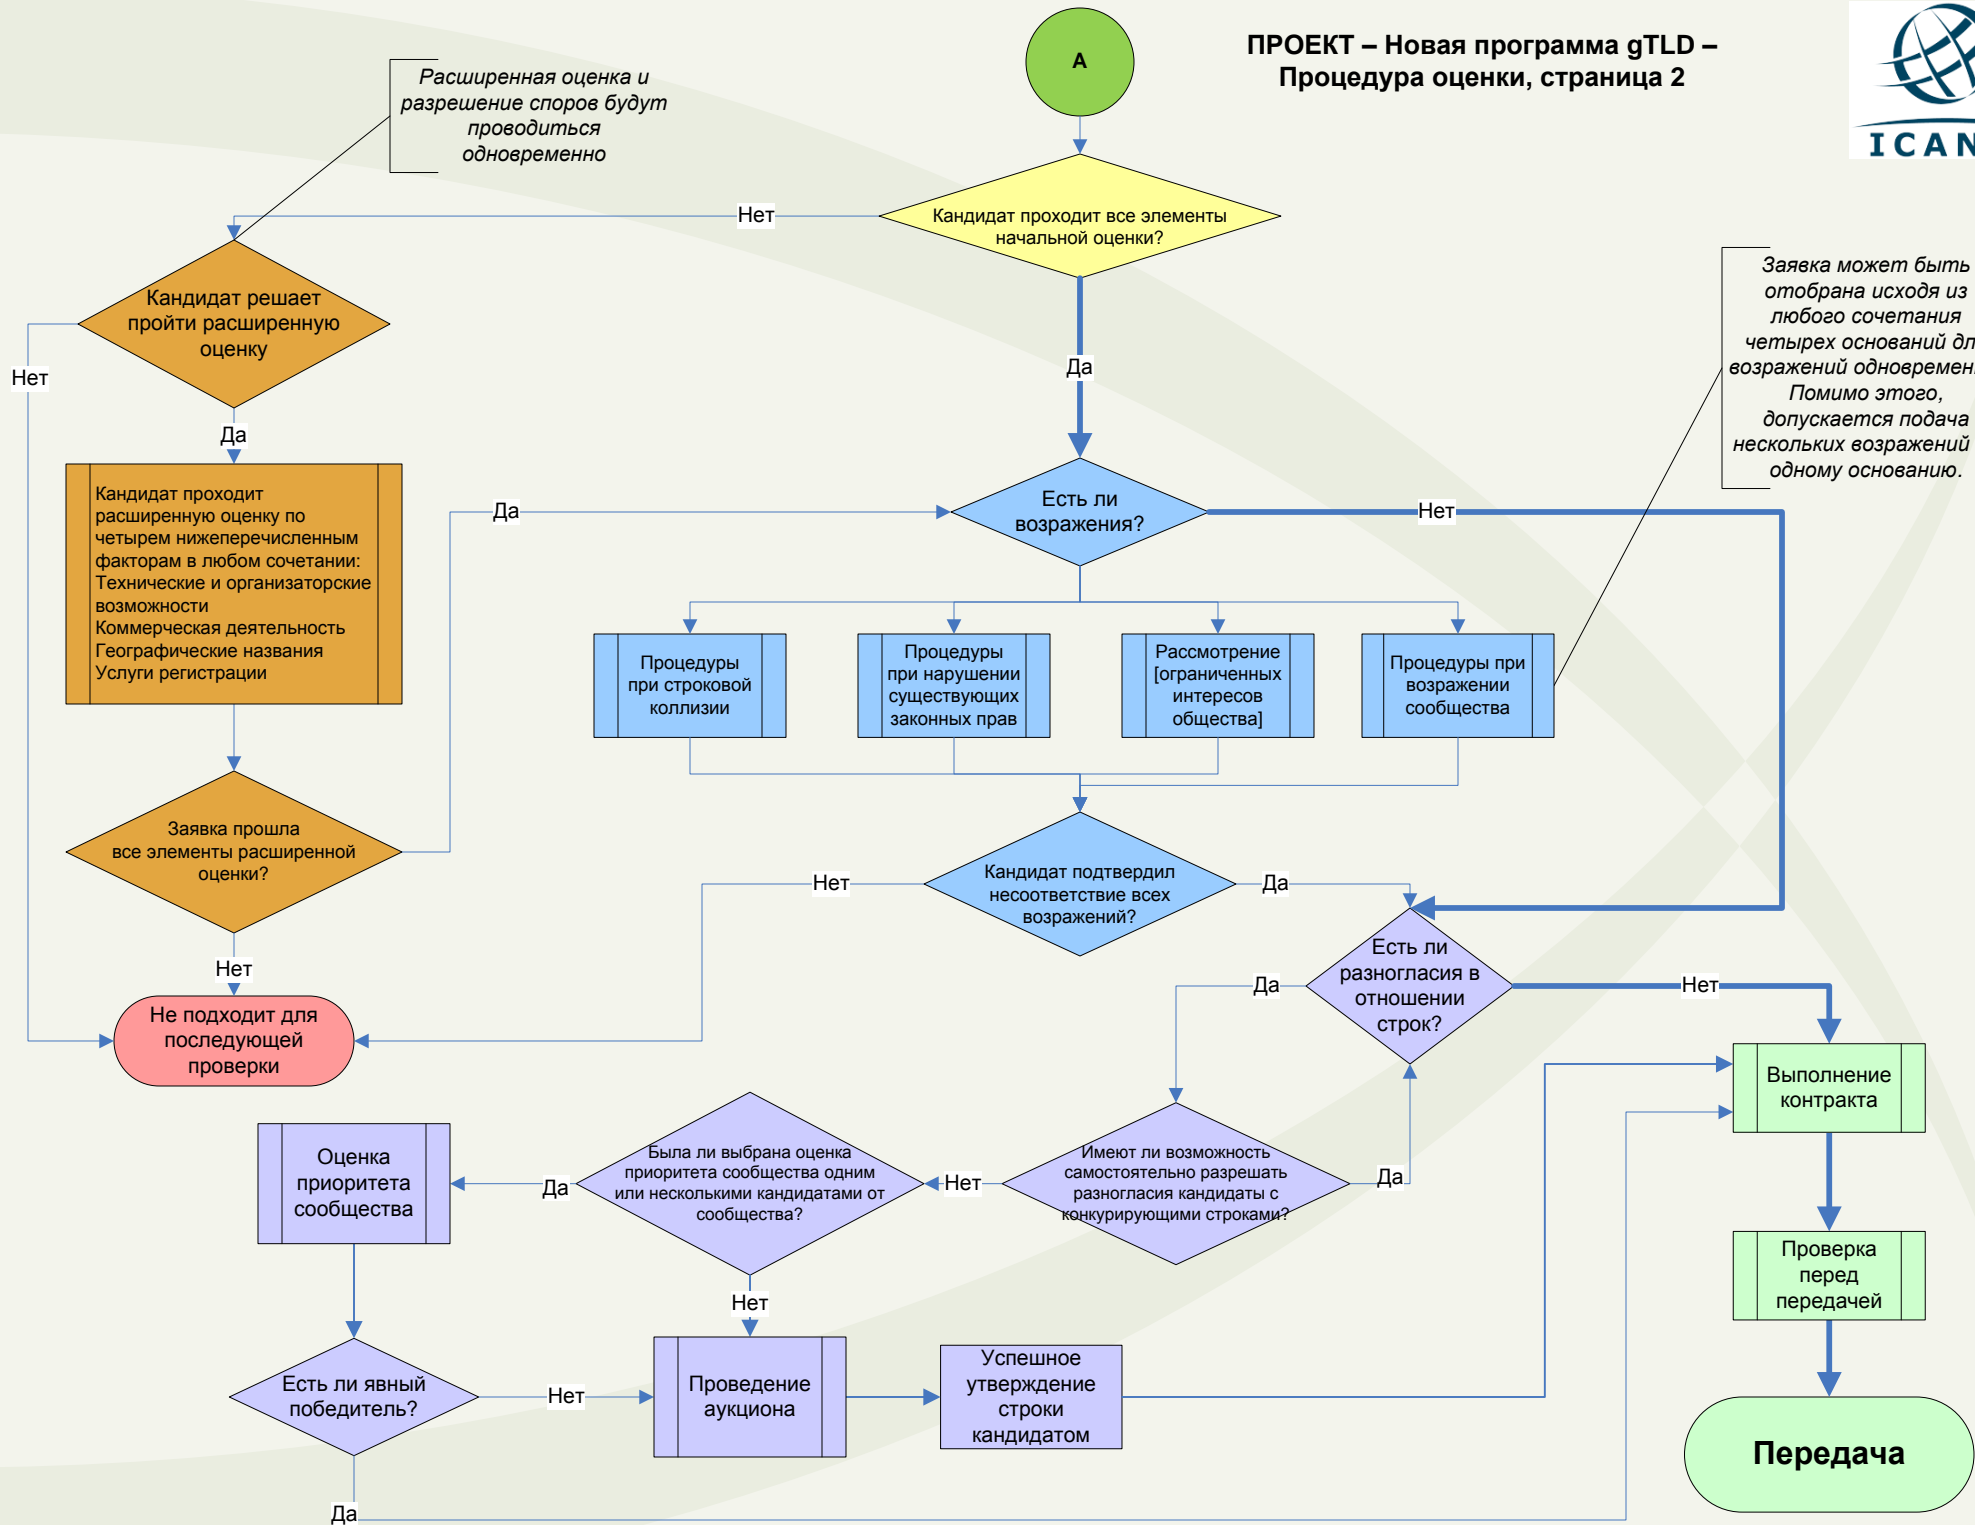 А
ПРОЕКТ – Новая программа gTLD –
Процедура оценки, страница 2
ICAN
Расширенная оценка и
разрешение споров будут
проводиться
одновременно
Кандидат проходит все элементы
начальной оценки?
Нет
Да
Заявка может быть
отобрана исходя из
любого сочетания
четырех оснований дл
возражений одновремен
Помимо этого,
допускается подача
нескольких возражений
одному основанию.
Кандидат решает
пройти расширенную
оценку
Нет
Да
Кандидат проходит
расширенную оценку по
четырем нижеперечисленным
факторам в любом сочетании:
Технические и организаторские
возможности
Коммерческая деятельность
Географические названия
Услуги регистрации
Да
Есть ли
возражения?
Нет
Процедуры
при строковой
коллизии
Процедуры
при нарушении
существующих
законных прав
Рассмотрение
[ограниченных
интересов
общества]
Процедуры при
возражении
сообщества
Заявка прошла
все элементы расширенной
оценки?
Нет
Кандидат подтвердил
несоответствие всех
возражений?
Нет
Да
Есть ли
разногласия в
отношении
строк?
Да
Нет
Не подходит для
последующей
проверки
Выполнение
контракта
Оценка
приоритета
сообщества
Да
Была ли выбрана оценка
приоритета сообщества одним
или несколькими кандидатами от
сообщества?
Нет
Имеют ли возможность
самостоятельно разрешать
разногласия кандидаты с
конкурирующими строками?
Да
Нет
Проверка
перед
передачей
Есть ли явный
победитель?
Нет
Проведение
аукциона
Успешное
утверждение
строки
кандидатом
Передача
Да